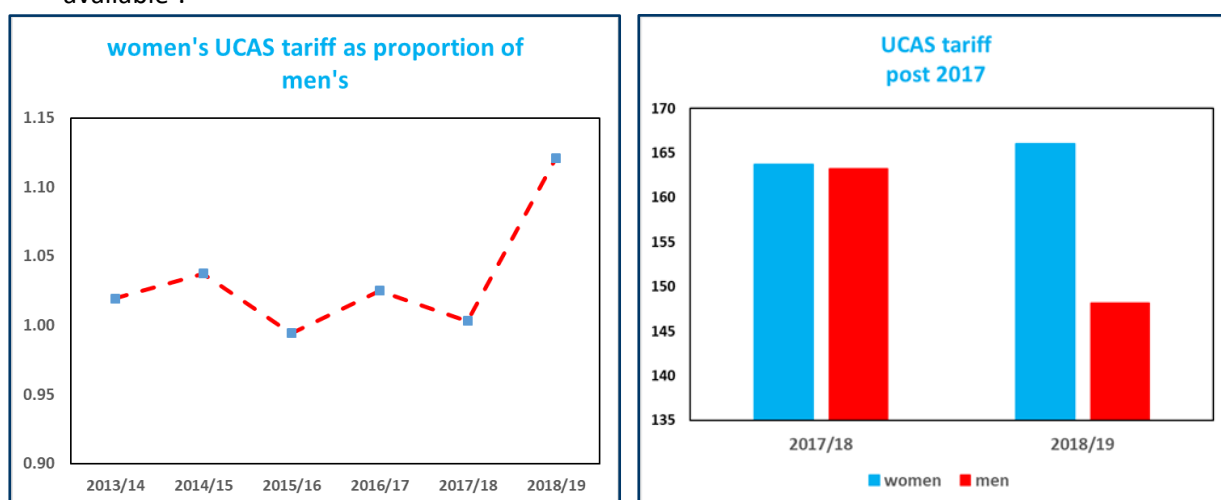 available .
women's UCAS tariff as proportion of
men's
1.15
1.10
1.05
1.00
0.95
0.90
2013/14 2014/15 2015/16 2016/17 2017/18 2018/19
UCAS tariff
post 2017
170
165
160
155
150
145
140
135
2017/18 2018/19
women men